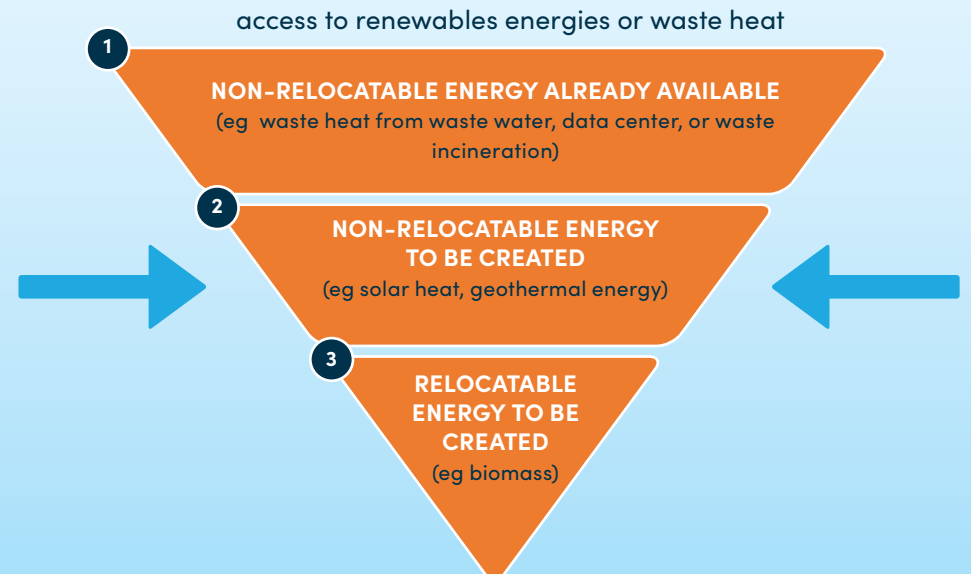 access to renewables energies or waste heat
1
NON-RELOCATABLE ENERGY ALREADY AVAILABLE
(eg waste heat from waste water, data center, or waste
incineration)
2
NON-RELOCATABLE ENERGY
TO BE CREATED
(eg solar heat, geothermal energy)
3
RELOCATABLE
ENERGY TO BE
CREATED
(eg biomass)